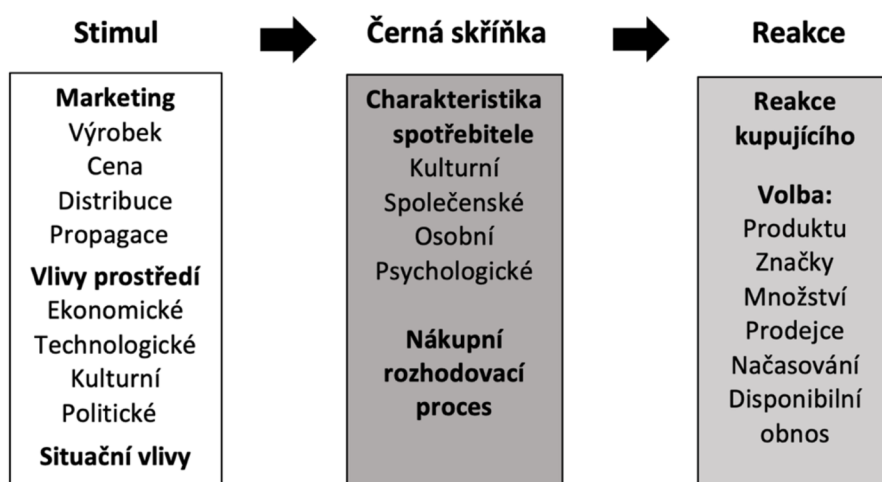 Stimul
Černá skříňka
Reakce
Marketing
Výrobek
Cena
Distribuce
Propagace
Vlivy prostředí
Ekonomické
Technologické
Kulturní
Politické
Situační vlivy
Charakteristika
spotřebitele
Kulturní
Společenské
Osobní
Psychologické
Nákupní
rozhodovací
proces
Reakce
kupujícího
Volba:
Produktu
Značky
Množství
Prodejce
Načasování
Disponibilní
obnos